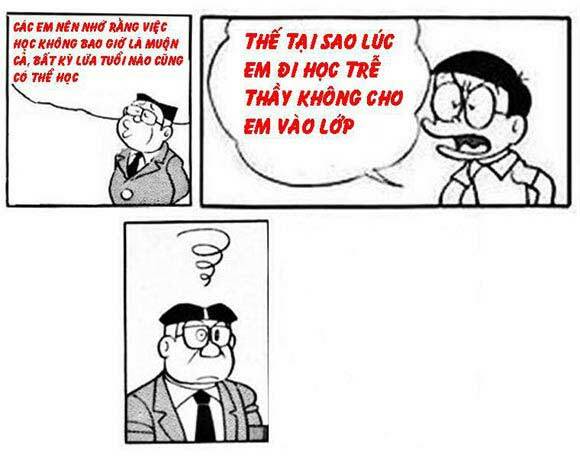 CÁC EM NÊN NHỚ RẰNG VIỆC
HỌC KHÔNG BAO GIỜ LÀ MUỘN
CẢ, BẤT KỲ LỨA TUỔI NÀO CŨNG
CÓ THỂ HỌC
THẾ TẠI SAO LÚC
EM ĐI HỌC TRỄ
THẦY KHÔNG CHO
EM VÀO LỚP